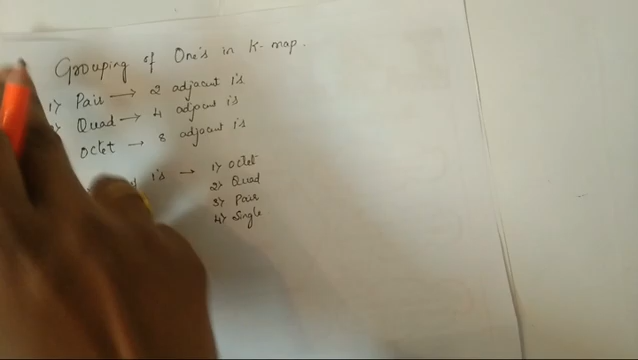 Grouping of One's in K-map.
1) Pair → 2 adjacent 1's
Quad → 4 adjacent 1's
Octet → 8 adjacent 1's
1's → 1) Octet
2) Quad
3) Pair
4) Single